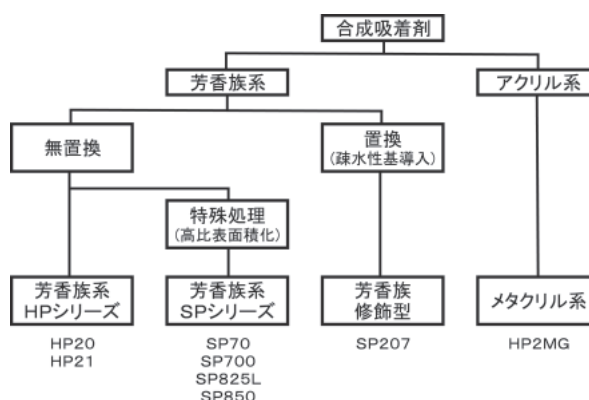 合成吸着剤
芳香族系
アクリル系
無置換
置換
(疎水性基導入)
特殊処理
(高比表面積化)
芳香族系
HPシリーズ
芳香族系
SPシリーズ
芳香族
修飾型
メタクリル系
HP20
HP21
SP70
SP700
SP825L
SP850
SP207
HP2MG